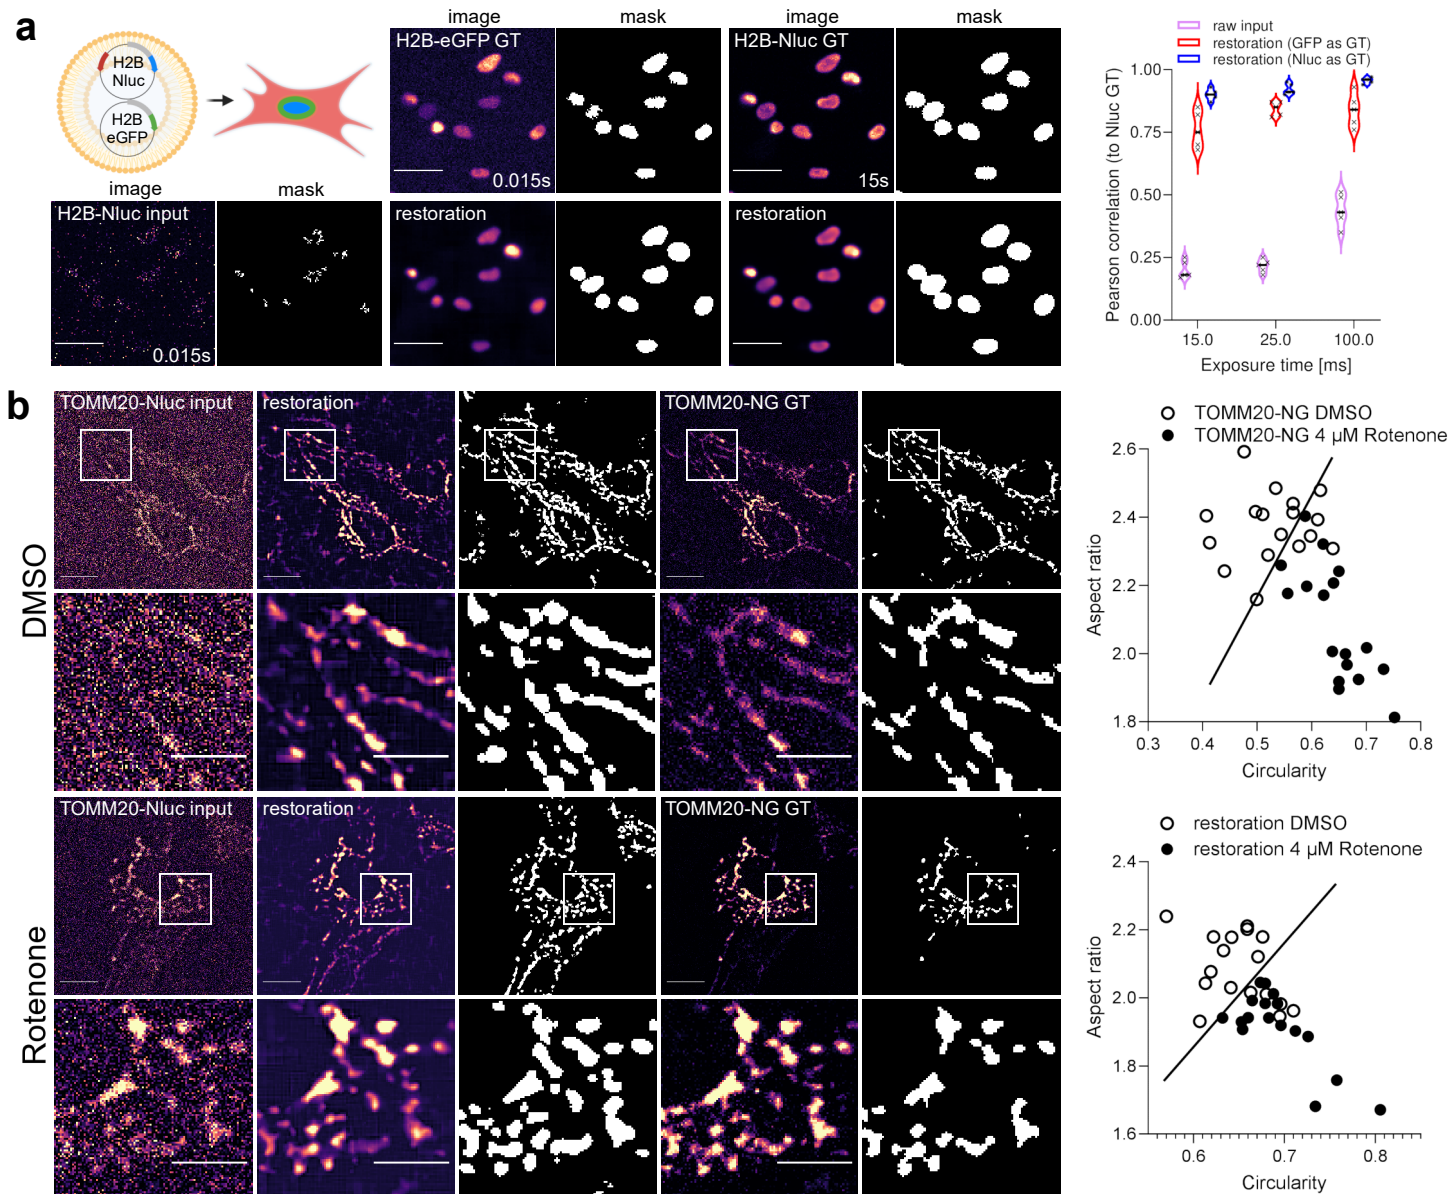 a
H2B
Nluc
H2B
eGFP
image
mask
image
mask
H2B-eGFP GT
H2B-Nluc GT
0.015s
15s
image
mask
H2B-Nluc input
restoration
restoration
0.015s
raw input
restoration (GFP as GT)
restoration (Nluc as GT)
Pearson correlation (to Nluc GT)
1.00
0.75
0.50
0.25
0.00
15.0
25.0
100.0
Exposure time [ms]
b
DMSO
TOMM20-Nluc input
restoration
TOMM20-NG GT
Rotenone
TOMM20-Nluc input
restoration
TOMM20-NG GT
TOMM20-NG DMSO
TOMM20-NG 4 µM Rotenone
Aspect ratio
2.6
2.4
2.2
2.0
1.8
0.3
0.4
0.5
0.6
0.7
0.8
Circularity
restoration DMSO
restoration 4 µM Rotenone
Aspect ratio
2.4
2.2
2.0
1.8
1.6
0.6
0.7
0.8
Circularity